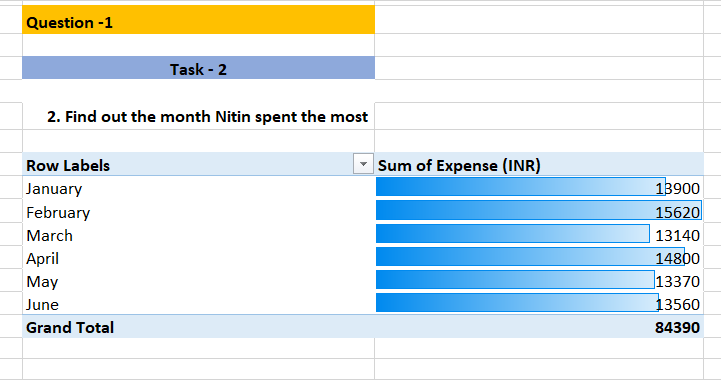 Question -1
Task - 2
2. Find out the month Nitin spent the most
Row Labels Sum of Expense (INR)
January 13900
February 15620
March 13140
April 14800
May 13370
June 13560
Grand Total 84390